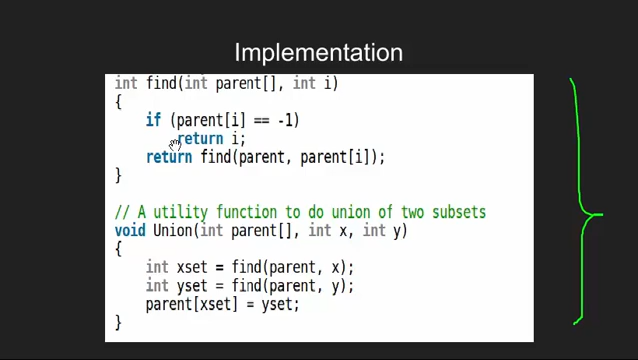 Implementation
int find(int parent[], int i)
{
if (parent[i] == -1)
return i;
return find(parent, parent[i]);
}
// A utility function to do union of two subsets
void Union(int parent[], int x, int y)
{
int xset = find(parent, x);
int yset = find(parent, y);
parent[xset] = yset;
}